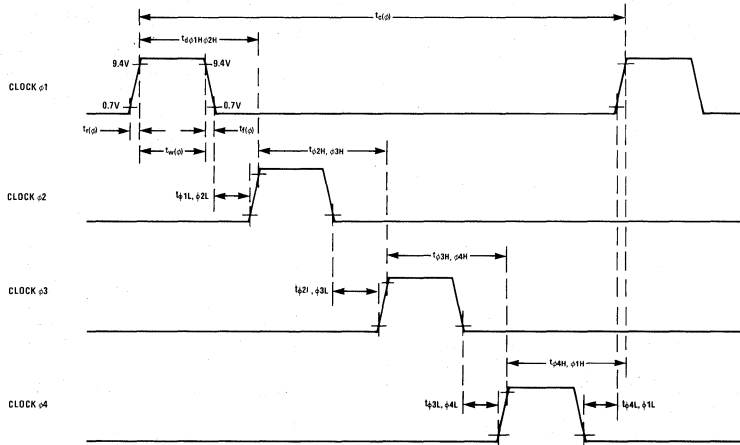 tc(ϕ)
tdϕ1Hϕ2H
9.4V
9.4V
CLOCK ϕ1
0.7V
0.7V
tr(ϕ)
tf(ϕ)
tw(ϕ)
tϕ2H, ϕ3H
tϕ1L, ϕ2L
CLOCK ϕ2
tϕ3H, ϕ4H
CLOCK ϕ3
tϕ2l, ϕ3L
tϕ4H, ϕ1H
CLOCK ϕ4
tϕ3L, ϕ4L
tϕ4L, ϕ1L